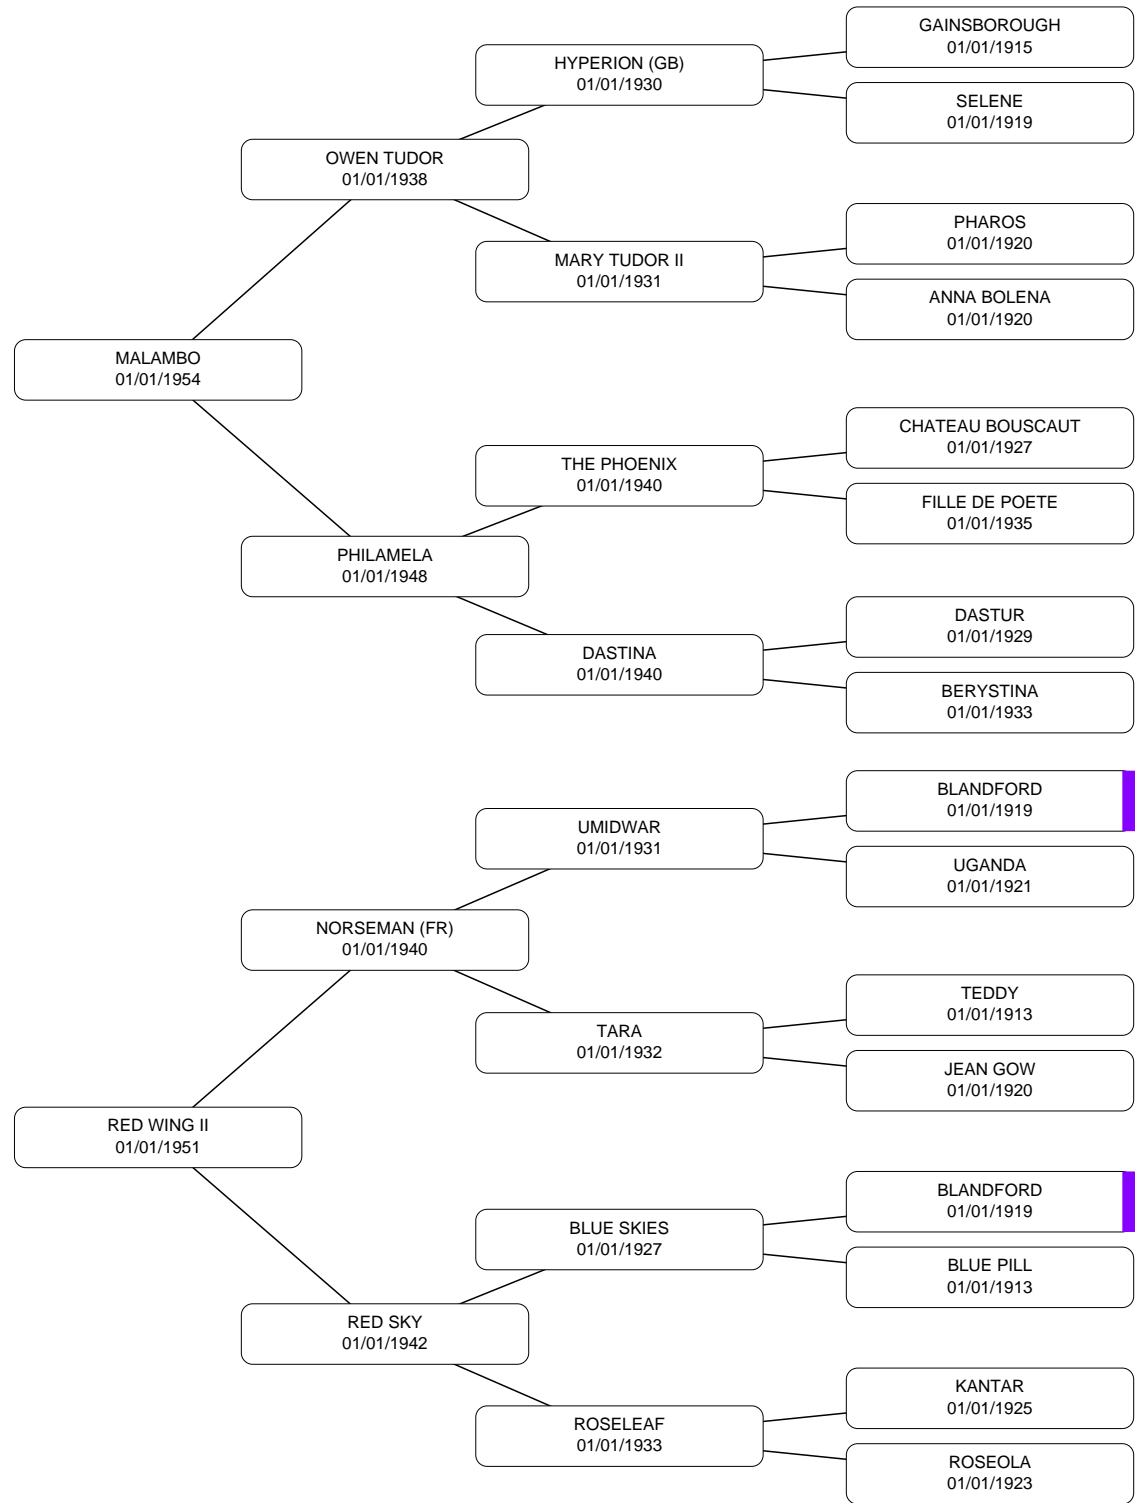 GAINSBOROUGH
01/01/1915
HYPERION (GB)
01/01/1930
SELENE
01/01/1919
OWEN TUDOR
01/01/1938
PHAROS
01/01/1920
MARY TUDOR II
01/01/1931
ANNA BOLENA
01/01/1920
MALAMBO
01/01/1954
CHATEAU BOUSCAUT
01/01/1927
THE PHOENIX
01/01/1940
FILLE DE POETE
01/01/1935
PHILAMELA
01/01/1948
DASTUR
01/01/1929
DASTINA
01/01/1940
BERYSTINA
01/01/1933
BLANDFORD
01/01/1919
UMIDWAR
01/01/1931
UGANDA
01/01/1921
NORSEMAN (FR)
01/01/1940
TEDDY
01/01/1913
TARA
01/01/1932
JEAN GOW
01/01/1920
RED WING II
01/01/1951
BLANDFORD
01/01/1919
BLUE SKIES
01/01/1927
BLUE PILL
01/01/1913
RED SKY
01/01/1942
KANTAR
01/01/1925
ROSELEAF
01/01/1933
ROSEOLA
01/01/1923